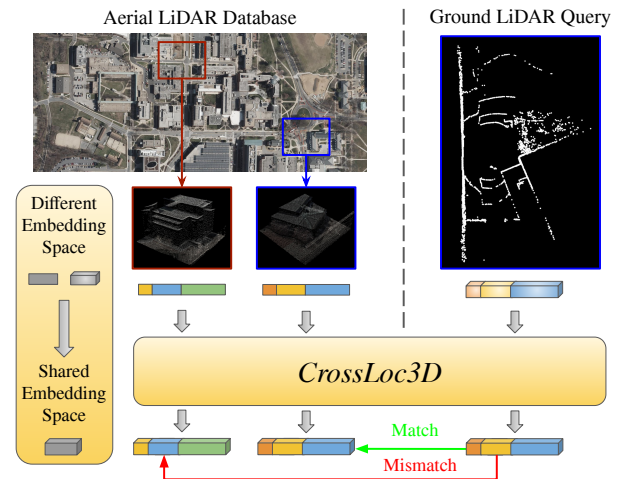 Aerial LiDAR Database
Ground LiDAR Query
Different
Embedding
Space
Shared
Embedding
Space
CrossLoc3D
Match
Mismatch